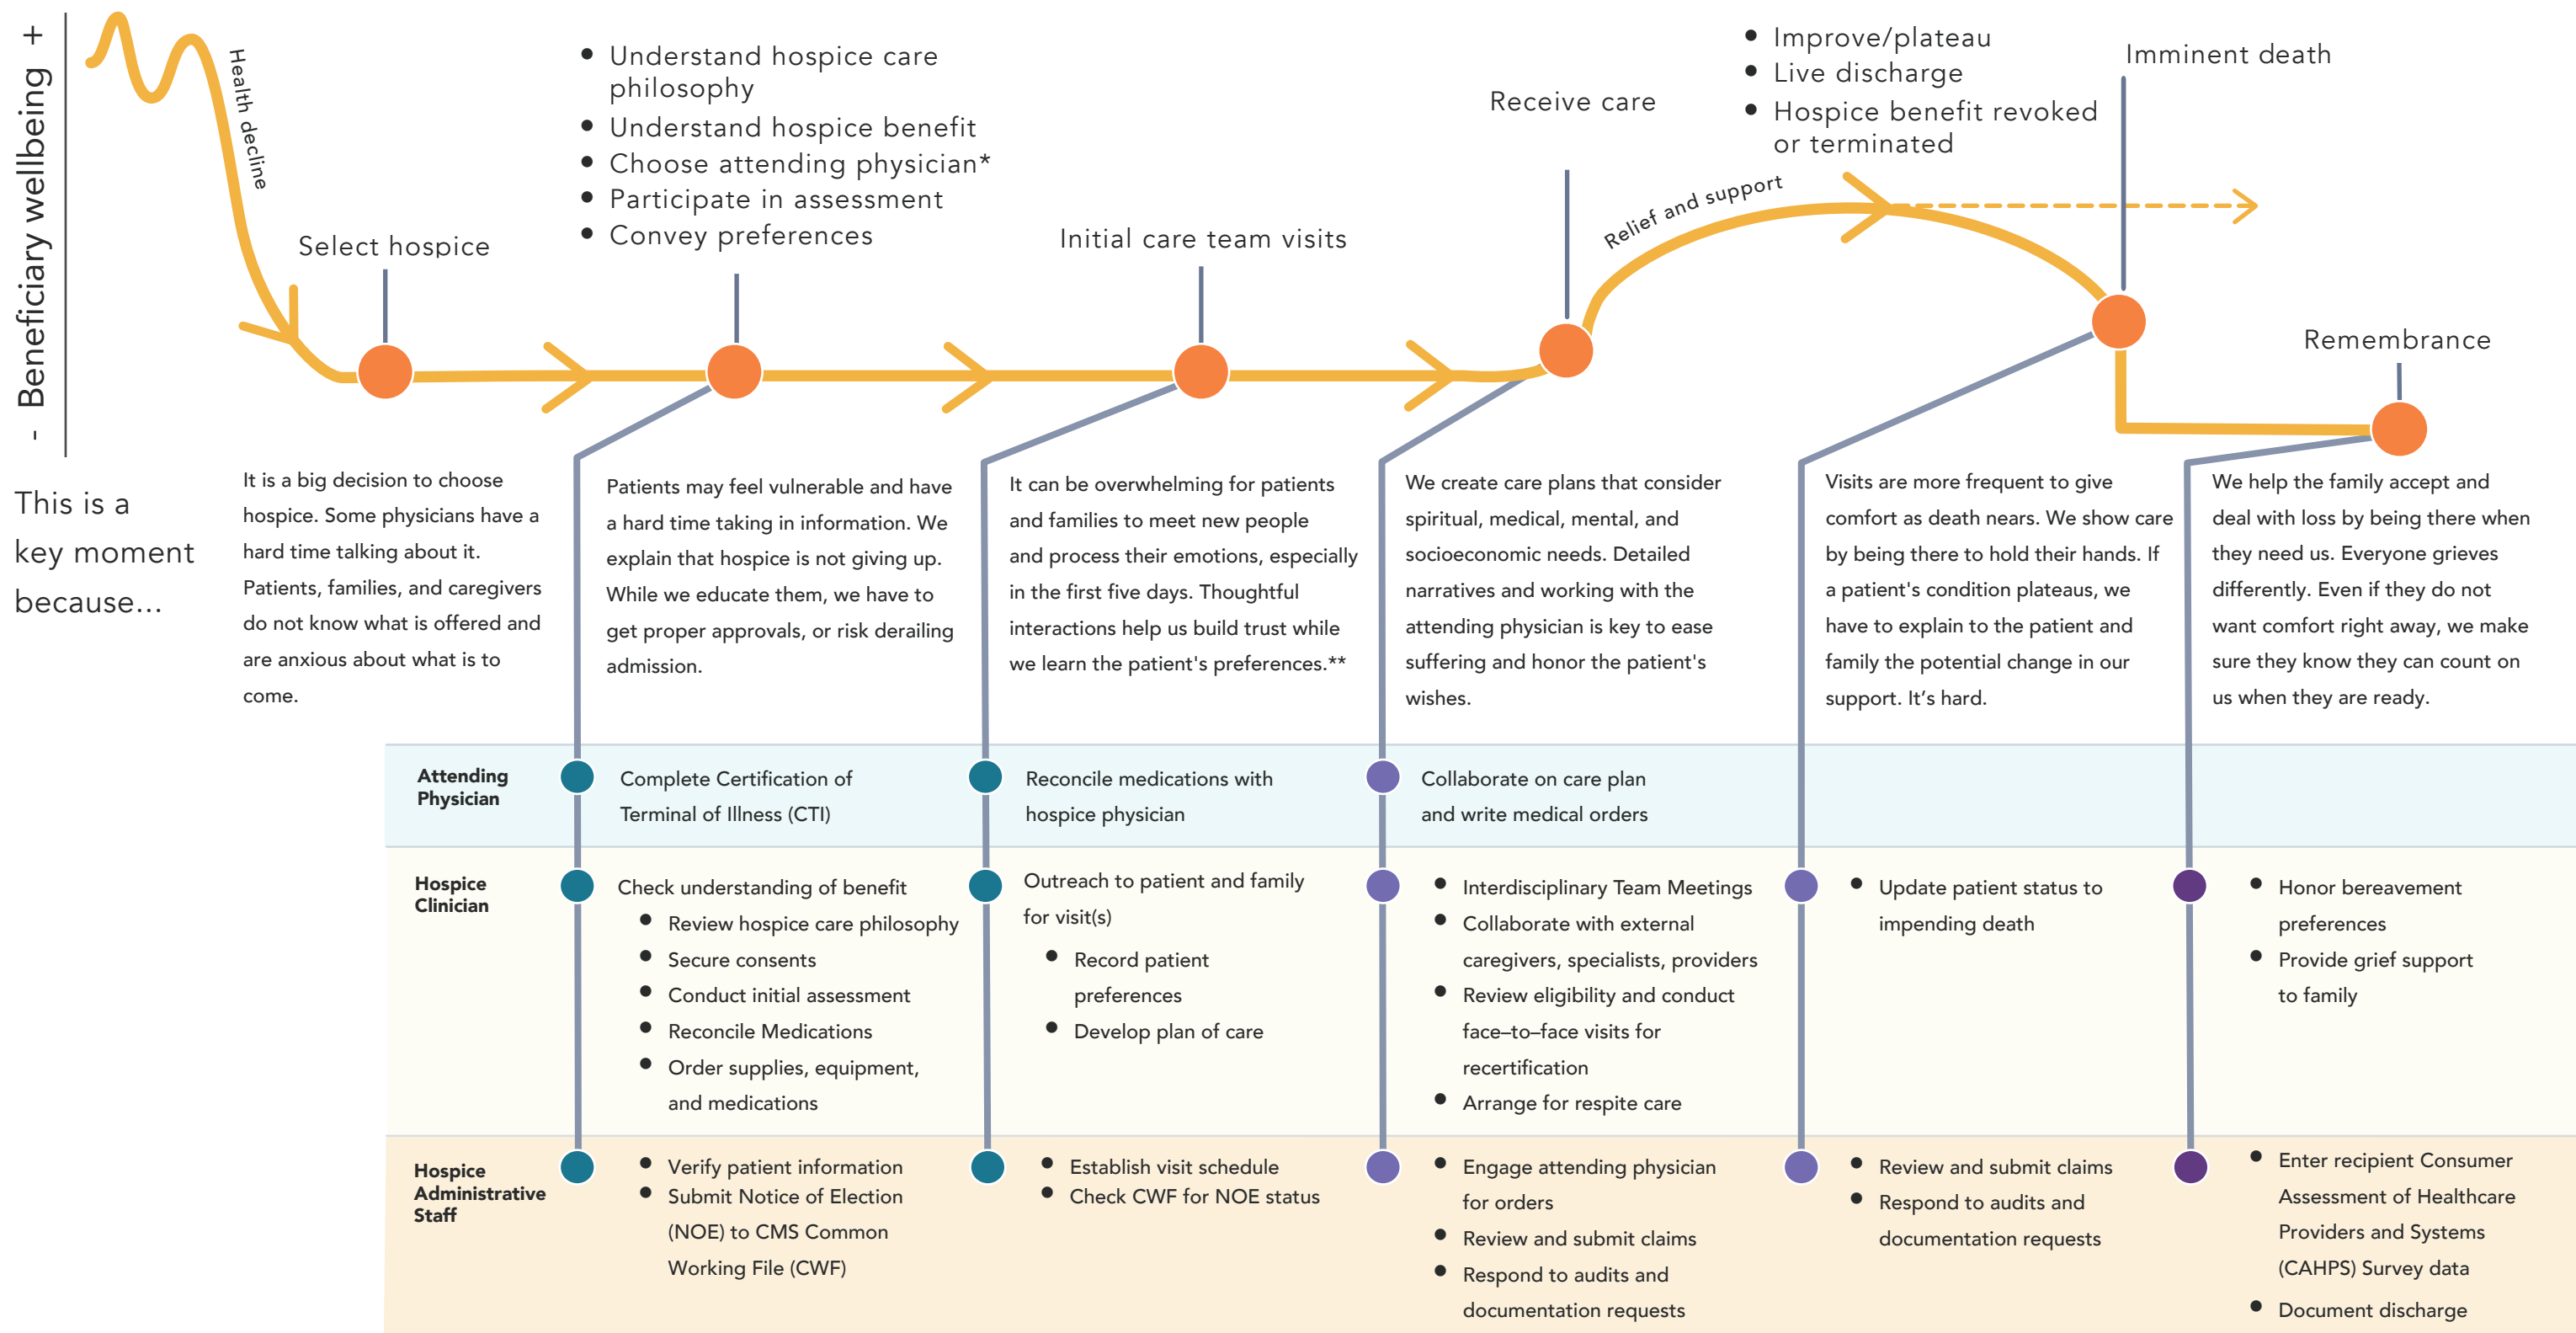 - Beneficiary wellbeing +
Health decline
Select hospice
• Understand hospice care
philosophy
• Understand hospice benefit
• Choose attending physician*
• Participate in assessment
• Convey preferences
Initial care team visits
Receive care
Relief and support
• Improve/plateau
• Live discharge
• Hospice benefit revoked
or terminated
Imminent death
Remembrance
This is a
key moment
because...
It is a big decision to choose
hospice. Some physicians have a
hard time talking about it.
Patients, families, and caregivers
do not know what is offered and
are anxious about what is to
come.
Patients may feel vulnerable and have
a hard time taking in information. We
explain that hospice is not giving up.
While we educate them, we have to
get proper approvals, or risk derailing
admission.
It can be overwhelming for patients
and families to meet new people
and process their emotions, especially
in the first five days. Thoughtful
interactions help us build trust while
we learn the patient's preferences.**
We create care plans that consider
spiritual, medical, mental, and
socioeconomic needs. Detailed
narratives and working with the
attending physician is key to ease
suffering and honor the patient's
wishes.
Visits are more frequent to give
comfort as death nears. We show care
by being there to hold their hands. If
a patient's condition plateaus, we
have to explain to the patient and
family the potential change in our
support. It’s hard.
We help the family accept and
deal with loss by being there when
they need us. Everyone grieves
differently. Even if they do not
want comfort right away, we make
sure they know they can count on
us when they are ready.
Attending
Physician
Complete Certification of
Terminal of Illness (CTI)
Reconcile medications with
hospice physician
Collaborate on care plan
and write medical orders
Hospice
Clinician
Check understanding of benefit
• Review hospice care philosophy
• Secure consents
• Conduct initial assessment
• Reconcile Medications
• Order supplies, equipment,
and medications
Outreach to patient and family
for visit(s)
• Record patient
preferences
• Develop plan of care
• Interdisciplinary Team Meetings
• Collaborate with external
caregivers, specialists, providers
• Review eligibility and conduct
face–to–face visits for
recertification
• Arrange for respite care
• Update patient status to
impending death
• Honor bereavement
preferences
• Provide grief support
to family
Hospice
Administrative
Staff
• Verify patient information
• Submit Notice of Election
(NOE) to CMS Common
Working File (CWF)
• Establish visit schedule
• Check CWF for NOE status
• Engage attending physician
for orders
• Review and submit claims
• Respond to audits and
documentation requests
• Review and submit claims
• Respond to audits and
documentation requests
• Enter recipient Consumer
Assessment of Healthcare
Providers and Systems
(CAHPS) Survey data
• Document discharge